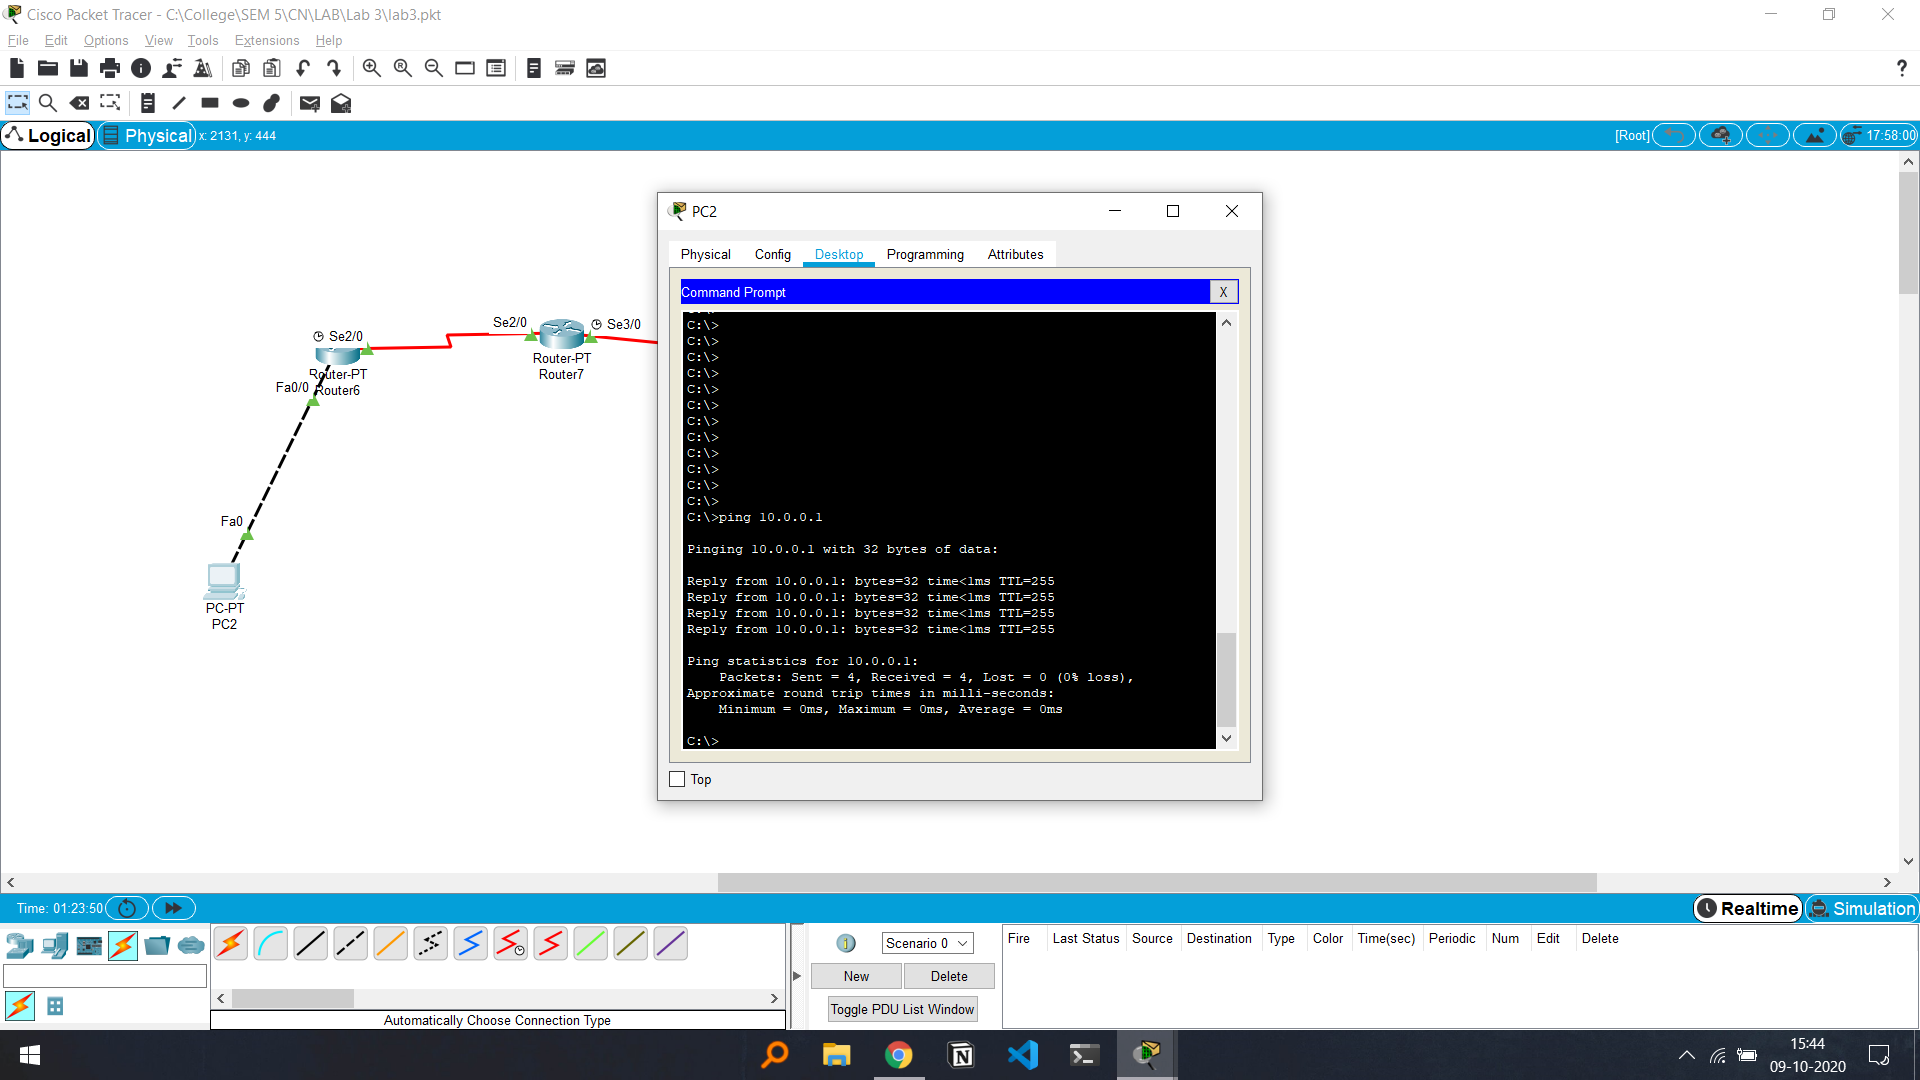 Cisco Packet Tracer - C:\College\SEM 5\CN\LAB\Lab 3\lab3.pkt
File Edit Options View Tools Extensions Help
?
Logical Physical x: 2131, y: 444 [Root] 17:58:00
PC2
Physical Config Desktop Programming Attributes
Command Prompt X
C:\>
C:\>
C:\>
C:\>
C:\>
C:\>
C:\>
C:\>
C:\>
C:\>
C:\>
C:\>
C:\>ping 10.0.0.1
Pinging 10.0.0.1 with 32 bytes of data:
Reply from 10.0.0.1: bytes=32 time<1ms TTL=255
Reply from 10.0.0.1: bytes=32 time<1ms TTL=255
Reply from 10.0.0.1: bytes=32 time<1ms TTL=255
Reply from 10.0.0.1: bytes=32 time<1ms TTL=255
Ping statistics for 10.0.0.1:
Packets: Sent = 4, Received = 4, Lost = 0 (0% loss),
Approximate round trip times in milli-seconds:
Minimum = 0ms, Maximum = 0ms, Average = 0ms
C:\>
Top
Se2/0
Router-PT
Router6
Fa0/0
Se2/0
Se3/0
Router-PT
Router7
Fa0
PC-PT
PC2
Time: 01:23:50 Realtime Simulation
Automatically Choose Connection Type
1 Scenario 0
New Delete
Toggle PDU List Window
Fire Last Status Source Destination Type Color Time(sec) Periodic Num Edit Delete
15:44
09-10-2020